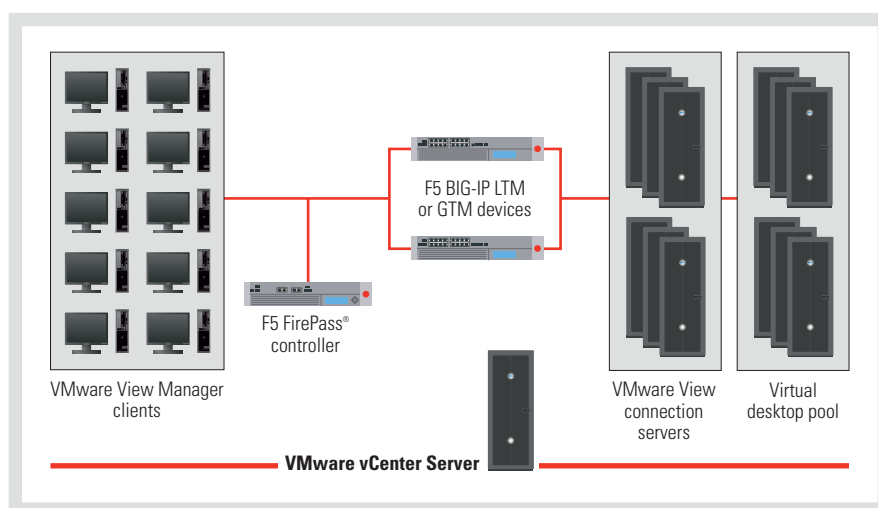 F5 BIG-IP LTM
or GTM devices
F5 FirePass®
controller
VMware View Manager
clients
VMware View
connection
servers
Virtual
desktop pool
VMware vCenter Server